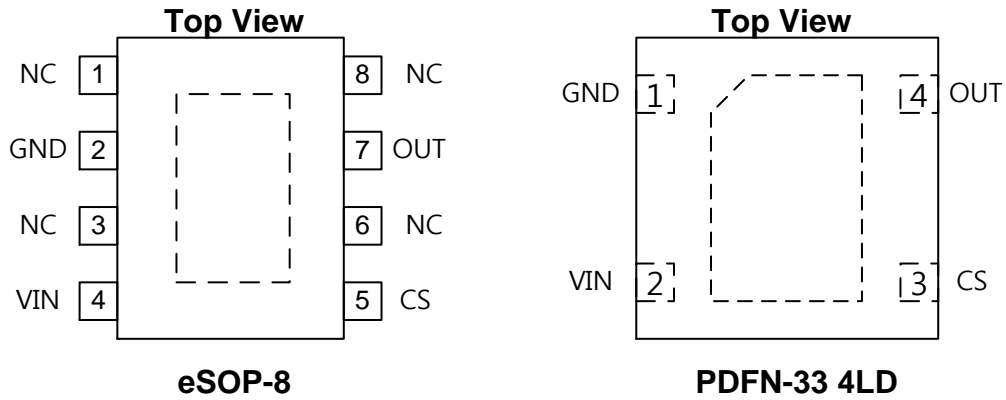 Top View
NC 1 8 NC
GND 2 7 OUT
NC 3 6 NC
VIN 4 5 CS
eSOP-8
Top View
GND 1 4 OUT
VIN 2 3 CS
PDFN-33 4LD